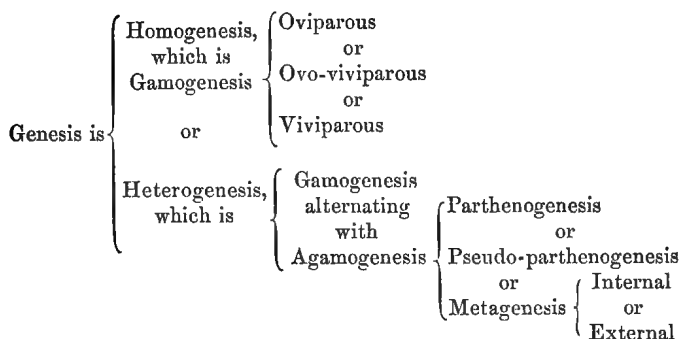 Genesis is
Homogenesis,
which is
Gamogenesis
Oviparous
or
Ovo-viviparous
or
Viviparous
or
Heterogenesis,
which is
Gamogenesis
alternating
with
Agamogenesis
Parthenogenesis
or
Pseudo-parthenogenesis
or
Metagenesis
Internal
or
External